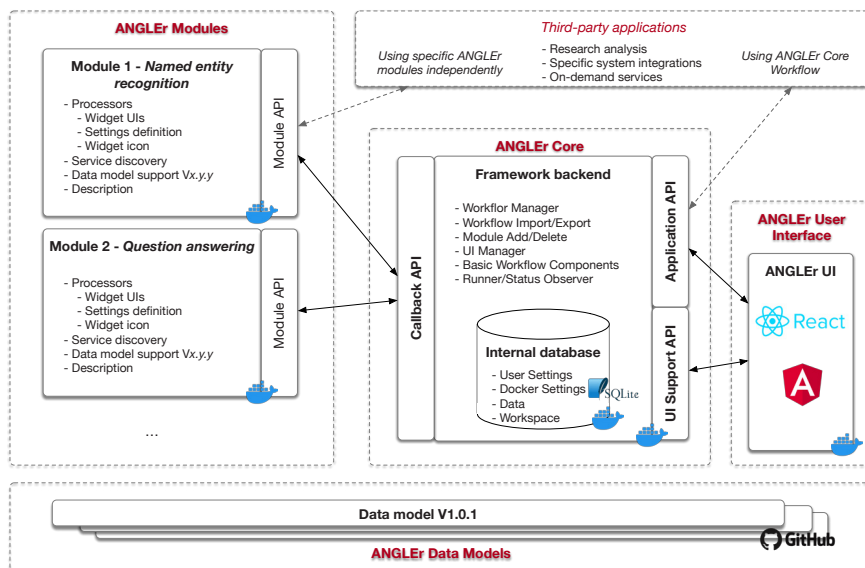 ANGLEr Modules
Module 1 - Named entity
recognition
- Processors
- Widget UIs
- Settings definition
- Widget icon
- Service discovery
- Data model support Vx.y.y
- Description
Module API
Module 2 - Question answering
- Processors
- Widget UIs
- Settings definition
- Widget icon
- Service discovery
- Data model support Vx.y.y
- Description
Module API
...
Third-party applications
Using specific ANGLEr
modules independently
- Research analysis
- Specific system integrations
- On-demand services
Using ANGLEr Core
Workflow
ANGLEr Core
Callback API
Framework backend
- Workflor Manager
- Workflow Import/Export
- Module Add/Delete
- UI Manager
- Basic Workflow Components
- Runner/Status Observer
Internal database
- User Settings
- Docker Settings
- Data
- Workspace
SQLite
Application API
UI Support API
ANGLEr User
Interface
ANGLEr UI
React
A
Data model V1.0.1
GitHub
ANGLEr Data Models